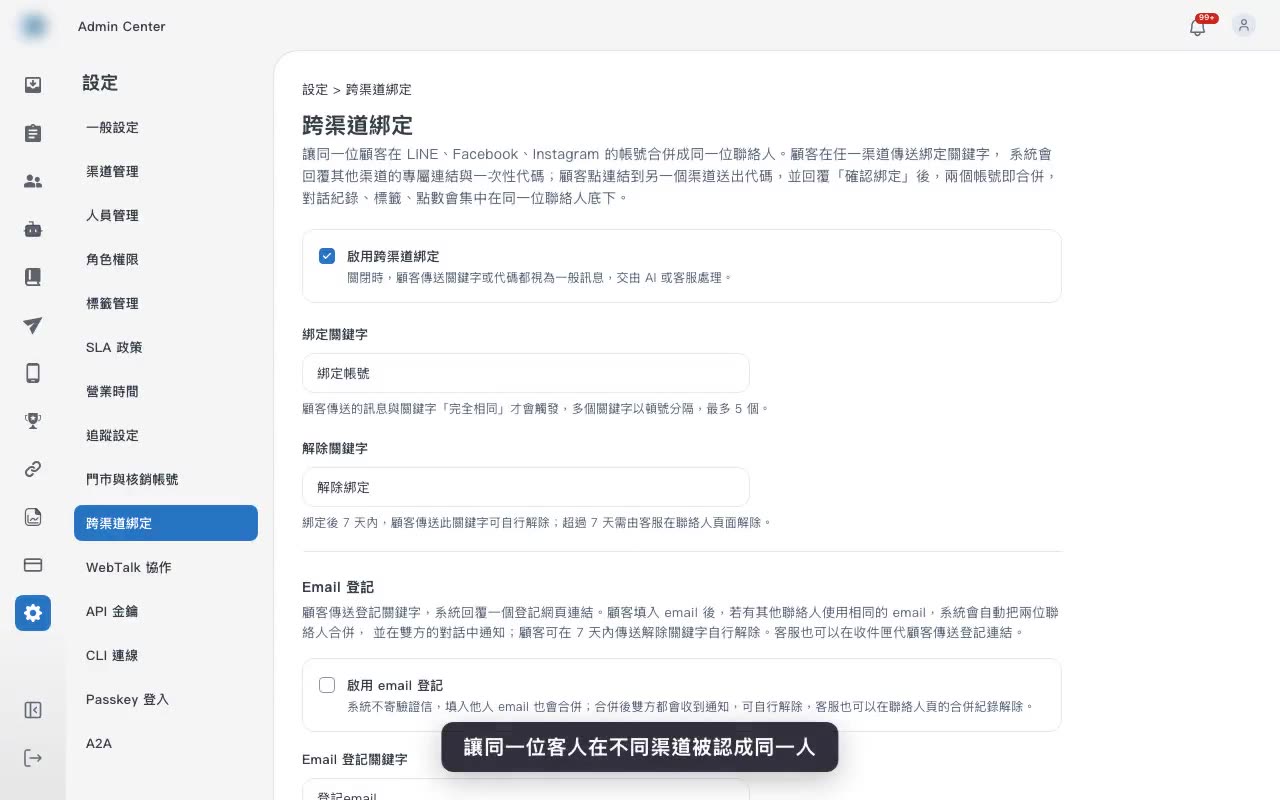 Admin Center
99+
設定
一般設定
渠道管理
人員管理
角色權限
標籤管理
SLA 政策
營業時間
追蹤設定
門市與核銷帳號
跨渠道綁定
WebTalk 協作
API 金鑰
CLI 連線
Passkey 登入
A2A
設定 > 跨渠道綁定
跨渠道綁定
讓同一位顧客在 LINE、Facebook、Instagram 的帳號合併成同一位聯絡人。顧客在任一渠道傳送綁定關鍵字， 系統會
回覆其他渠道的專屬連結與一次性代碼；顧客點連結到另一個渠道送出代碼，並回覆「確認綁定」後，兩個帳號即合併，
對話紀錄、標籤、點數會集中在同一位聯絡人底下。
啟用跨渠道綁定
關閉時，顧客傳送關鍵字或代碼都視為一般訊息，交由 AI 或客服處理。
綁定關鍵字
綁定帳號
顧客傳送的訊息與關鍵字「完全相同」才會觸發，多個關鍵字以頓號分隔，最多 5 個。
解除關鍵字
解除綁定
綁定後 7 天內，顧客傳送此關鍵字可自行解除；超過 7 天需由客服在聯絡人頁面解除。
Email 登記
顧客傳送登記關鍵字，系統回覆一個登記網頁連結。顧客填入 email 後，若有其他聯絡人使用相同的 email，系統會自動把兩位聯
絡人合併， 並在雙方的對話中通知；顧客可在 7 天內傳送解除關鍵字自行解除。客服也可以在收件匣代顧客傳送登記連結。
啟用 email 登記
系統不寄驗證信，填入他人 email 也會合併；合併後雙方都會收到通知，可自行解除，客服也可以在聯絡人頁的合併紀錄解除。
讓同一位客人在不同渠道被認成同一人
Email 登記關鍵字
登記email